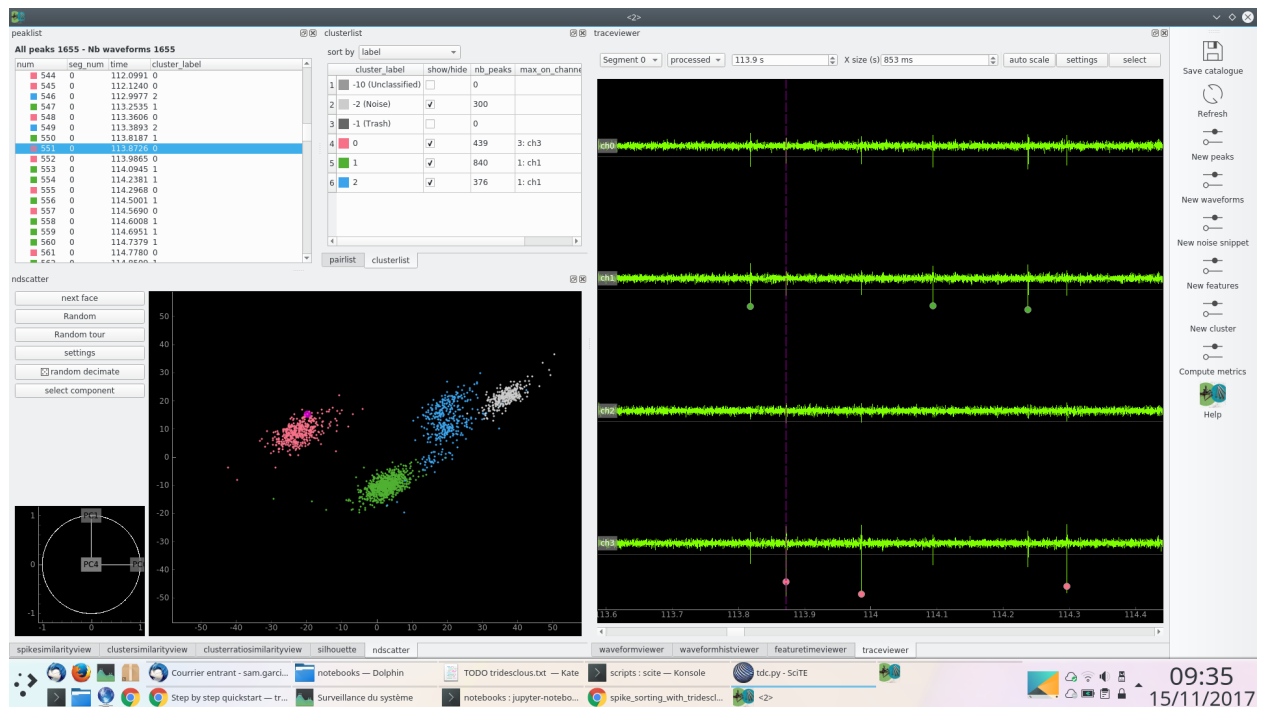 <2>
peaklist
clusterlist
traceviewer
All peaks 1655 - Nb waveforms 1655
num seg_num time cluster_label
544 0 112.0991 0
545 0 112.1240 0
546 0 112.9977 2
547 0 113.2535 1
548 0 113.3606 0
549 0 113.3893 2
550 0 113.8187 1
551 0 113.8726 0
552 0 113.9865 0
553 0 114.0945 1
554 0 114.2381 1
555 0 114.2968 0
556 0 114.5001 1
557 0 114.5690 0
558 0 114.6008 1
559 0 114.6951 1
560 0 114.7379 1
561 0 114.7780 0
sort by label
cluster_label show/hide nb_peaks max_on_channe
1 -10 (Unclassified) 0
2 -2 (Noise) 300
3 -1 (Trash) 0
4 0 439 3: ch3
5 1 840 1: ch1
6 2 376 1: ch1
pairlist clusterlist
Segment 0 processed 113.9 s X size (s) 853 ms auto scale settings select
ch0
ch1
ch2
ch3
113.6 113.7 113.8 113.9 114 114.1 114.2 114.3 114.4
waveformviewer waveformhistviewer featuretimeviewer traceviewer
Save catalogue
Refresh
New peaks
New waveforms
New noise snippet
New features
New cluster
Compute metrics
Help
ndscatter
next face
Random
Random tour
settings
random decimate
select component
50
40
30
20
10
0
-10
-20
-30
-40
-50
-50 -40 -30 -20 -10 0 10 20 30 40 50
1
0
-1
-1 0 1
PC1
PC4
spikesimilarityview clustersimilarityview clusterratiosimilarityview silhouette ndscatter
Courrier entrant - sam.garci...
notebooks — Dolphin
TODO tridesclous.txt — Kate
scripts : scite — Konsole
tdc.py - SciTE
Step by step quickstart — tr...
Surveillance du système
notebooks : jupyter-notebo...
spike_sorting_with_tridescl...
<2>
09:35
15/11/2017